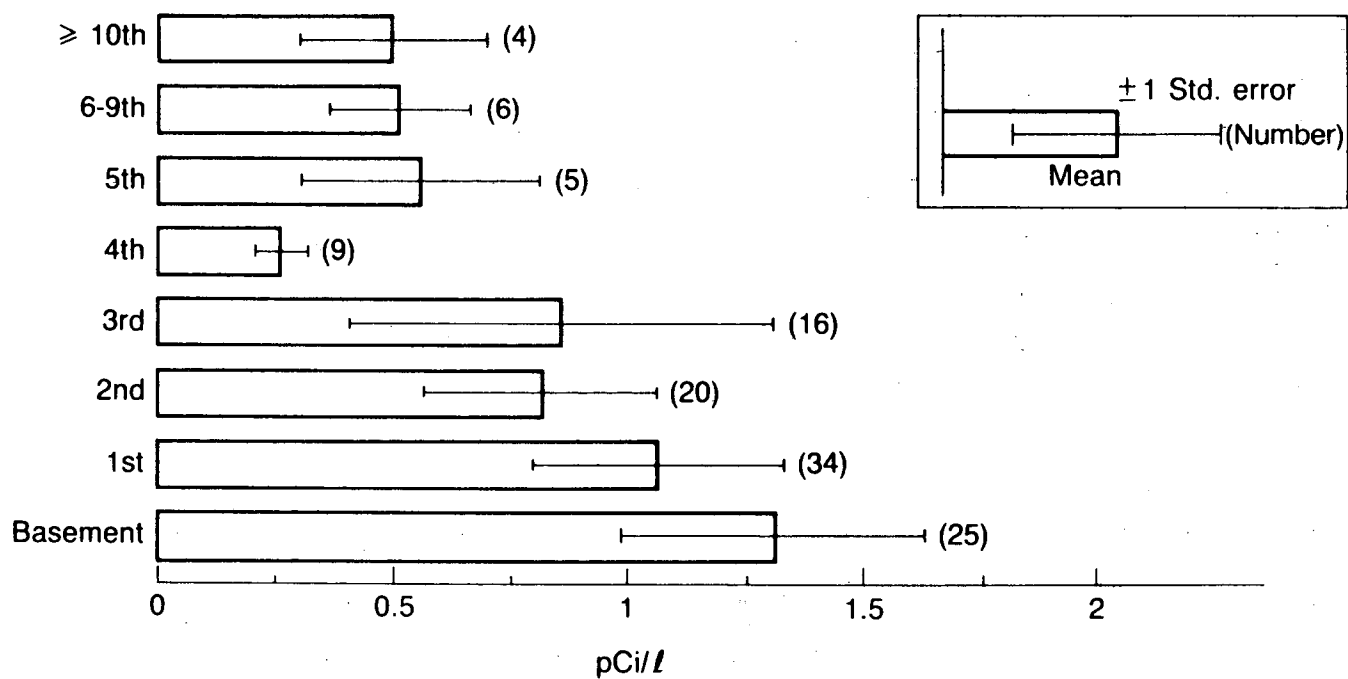 ≥ 10th (4)
6-9th (6)
5th (5)
4th (9)
3rd (16)
2nd (20)
1st (34)
Basement (25)
0 0.5 1 1.5 2
pCi/ℓ
±1 Std. error
(Number)
Mean